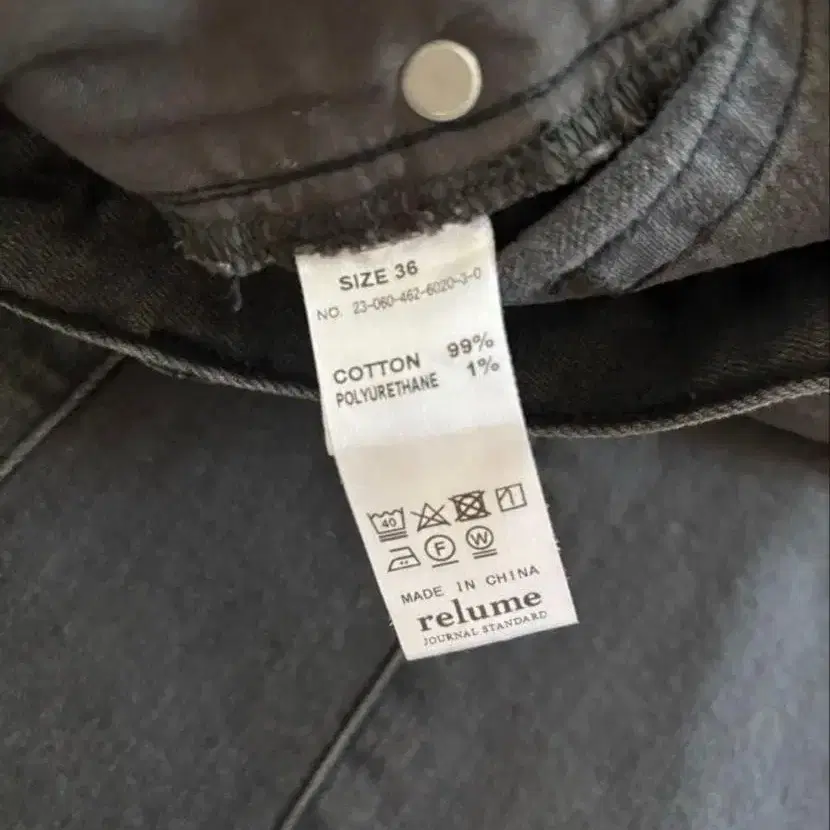 SIZE 36
NO. 23-060-462-6020-3-0
COTTON 99%
POLYURETHANE 1%
40
F W
MADE IN CHINA
relume
JOURNAL STANDARD